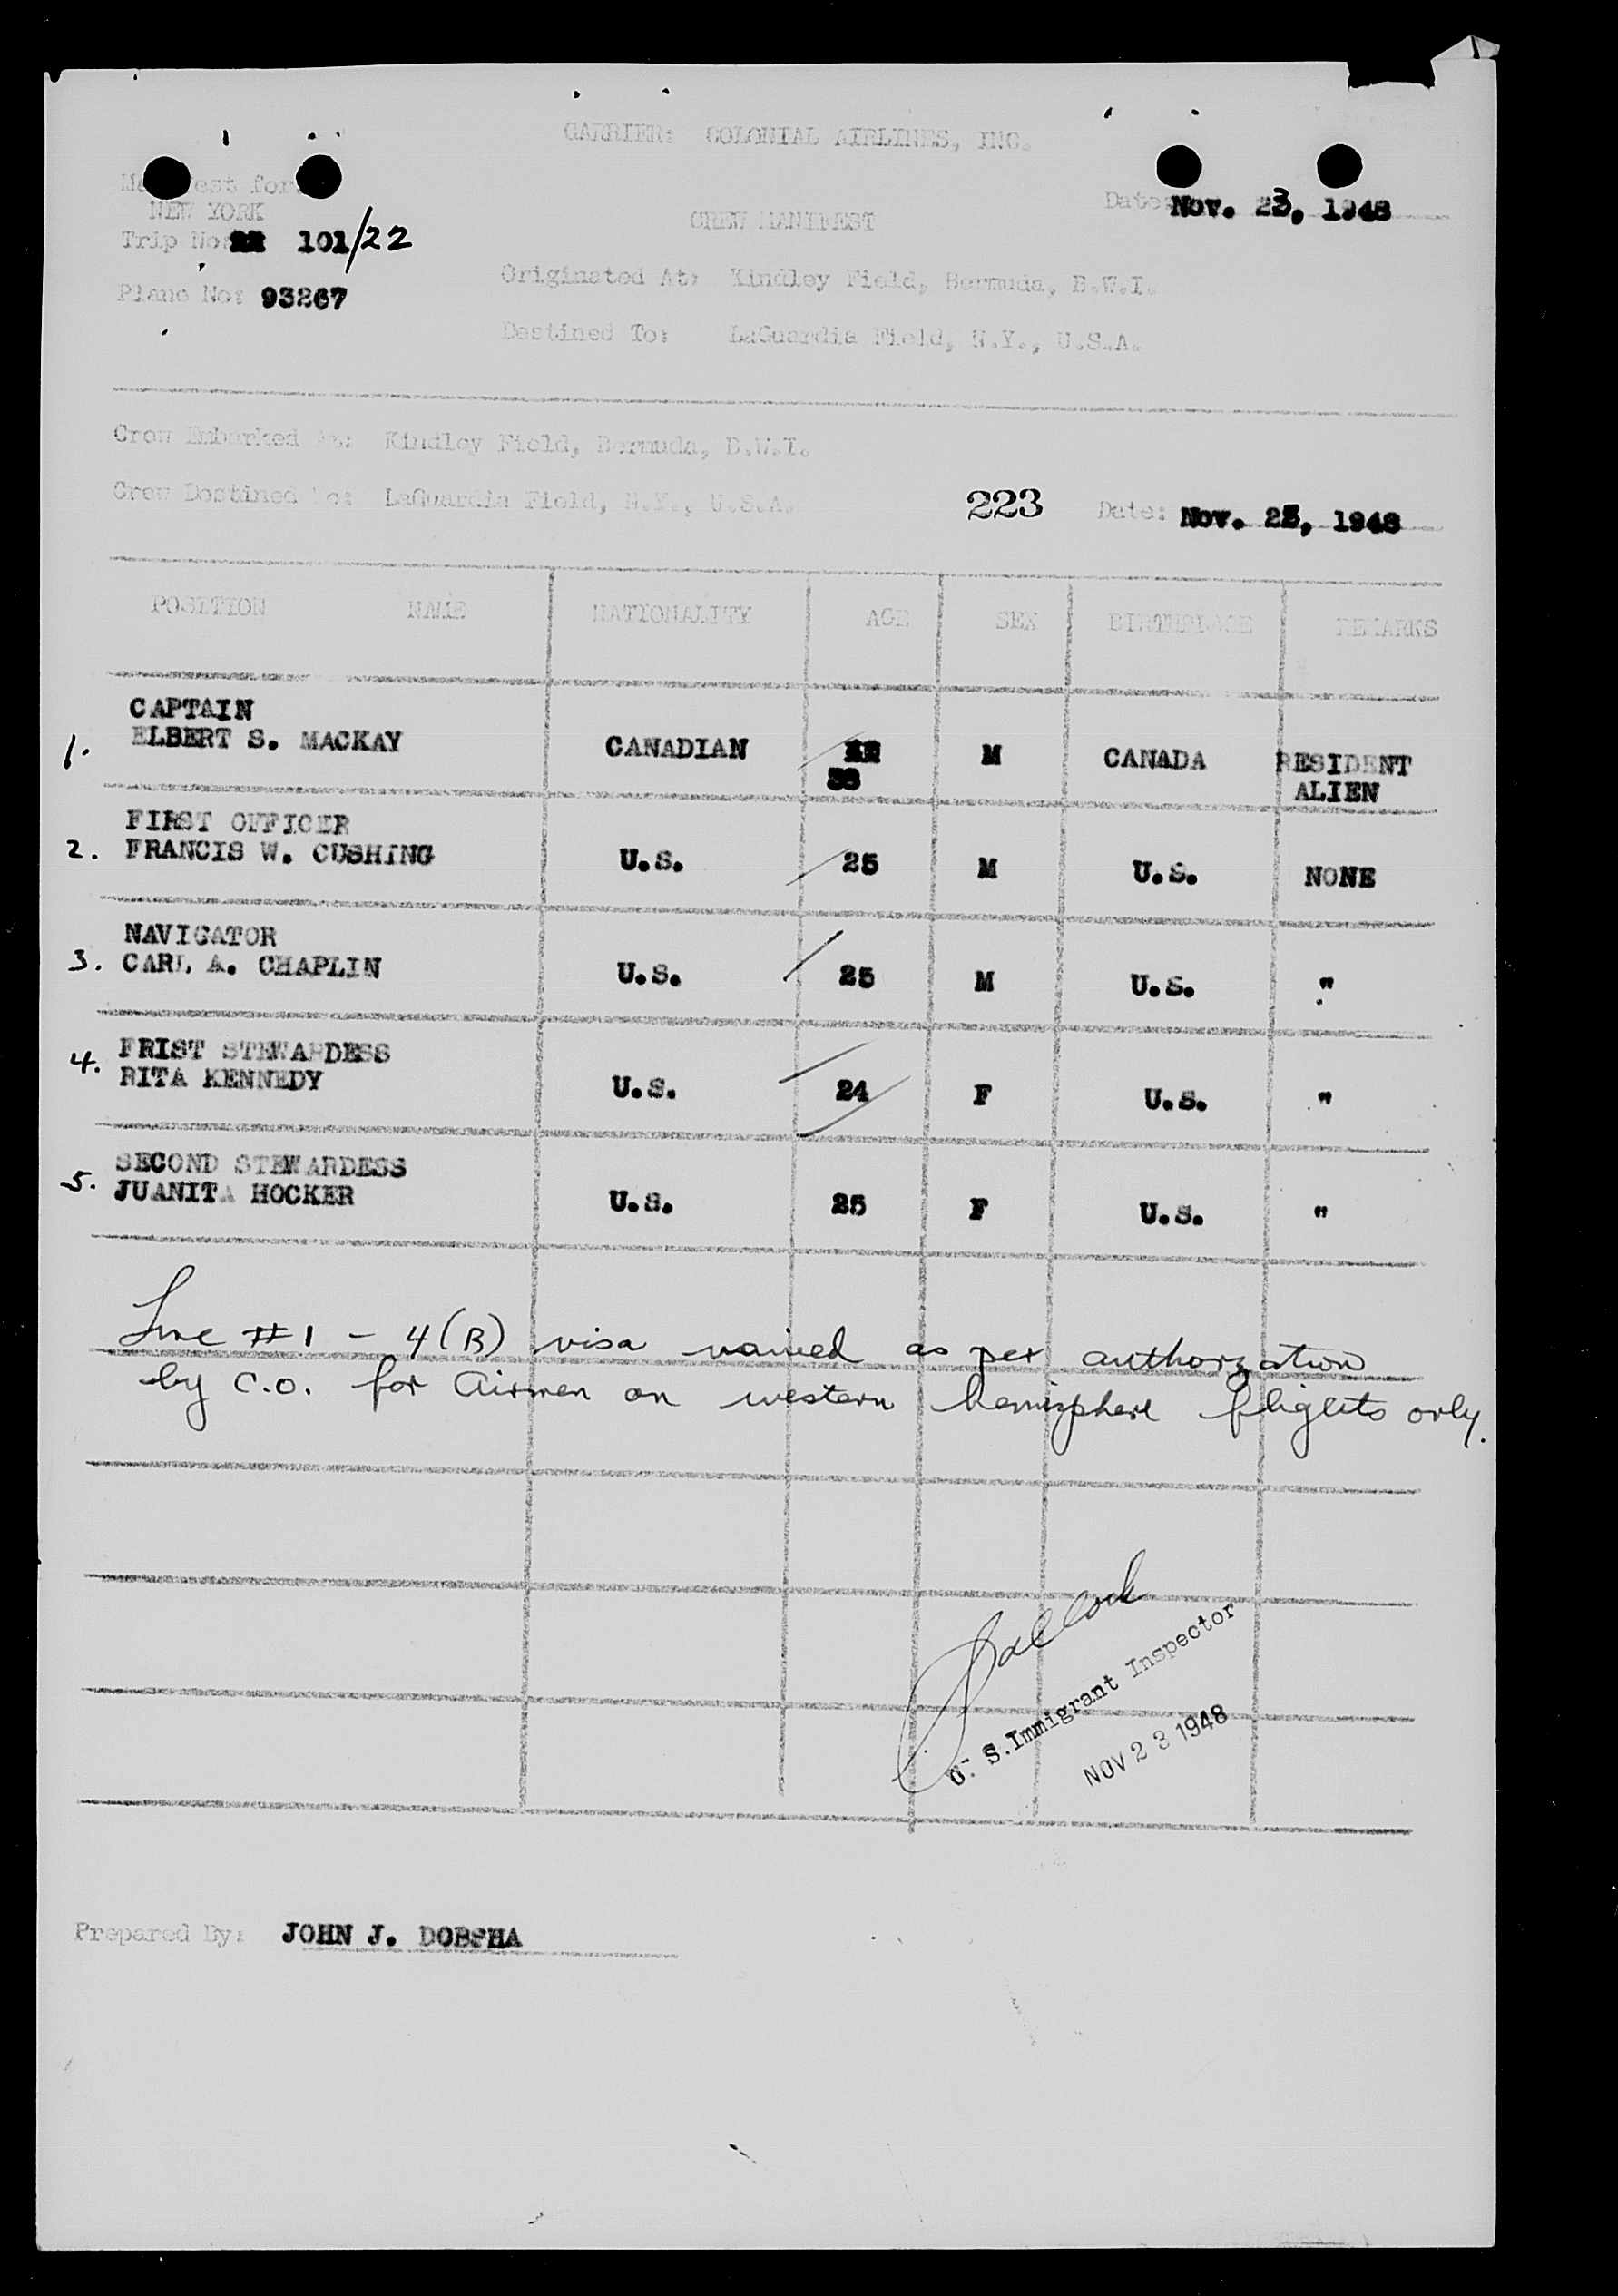 CARRIER: COLONIAL AIRLINES, INC.
Manifest for:
NEW YORK
Date: Nov. 23, 1948
CREW MANIFEST
Trip No: 101/22
Originated At: Kindley Field, Bermuda, B.W.I.
Plane No: 93267
Destined To: LaGuardia Field, N.Y., U.S.A.
Crew Embarked At: Kindley Field, Bermuda, B.W.I.
Crew Destined To: LaGuardia Field, N.Y., U.S.A. 223 Date: Nov. 23, 1948
POSITION NAME NATIONALITY AGE SEX BIRTHPLACE REMARKS
CAPTAIN
1. ELBERT S. MACKAY CANADIAN 38 M CANADA RESIDENT
ALIEN
FIRST OFFICER
2. FRANCIS W. CUSHING U.S. 25 M U.S. NONE
NAVIGATOR
3. CARL A. CHAPLIN U.S. 25 M U.S. "
FRIST STEWARDESS
4. RITA KENNEDY U.S. 24 F U.S. "
SECOND STEWARDESS
5. JUANITA HOCKER U.S. 25 F U.S. "
Line #1 - 4(B) visa waived as per authorzation
by C.O. for Airmen on western hemisphere flights only.
U. S. Immigrant Inspector
NOV 23 1948
Prepared By: JOHN J. DOBSHA